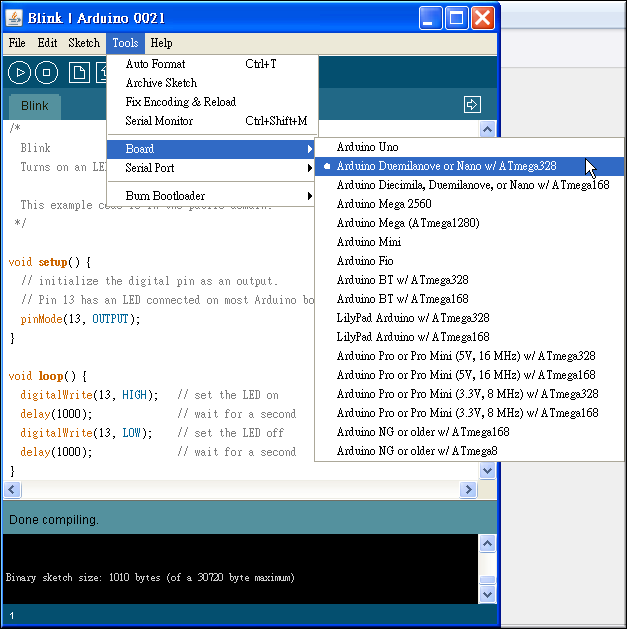 Blink | Arduino 0021
File Edit Sketch Tools Help
Auto Format Ctrl+T
Archive Sketch
Fix Encoding & Reload
Serial Monitor Ctrl+Shift+M
Board
Serial Port
Burn Bootloader
Arduino Uno
Arduino Duemilanove or Nano w/ ATmega328
Arduino Diecimila, Duemilanove, or Nano w/ ATmega168
Arduino Mega 2560
Arduino Mega (ATmega1280)
Arduino Mini
Arduino Fio
Arduino BT w/ ATmega328
Arduino BT w/ ATmega168
LilyPad Arduino w/ ATmega328
LilyPad Arduino w/ ATmega168
Arduino Pro or Pro Mini (5V, 16 MHz) w/ ATmega328
Arduino Pro or Pro Mini (5V, 16 MHz) w/ ATmega168
Arduino Pro or Pro Mini (3.3V, 8 MHz) w/ ATmega328
Arduino Pro or Pro Mini (3.3V, 8 MHz) w/ ATmega168
Arduino NG or older w/ ATmega168
Arduino NG or older w/ ATmega8
Blink
/*
Blink
Turns on an LE
This example code is in the public domain.
*/
void setup() {
// initialize the digital pin as an output.
// Pin 13 has an LED connected on most Arduino bo
pinMode(13, OUTPUT);
}
void loop() {
digitalWrite(13, HIGH); // set the LED on
delay(1000); // wait for a second
digitalWrite(13, LOW); // set the LED off
delay(1000); // wait for a second
}
Done compiling.
Binary sketch size: 1010 bytes (of a 30720 byte maximum)
1